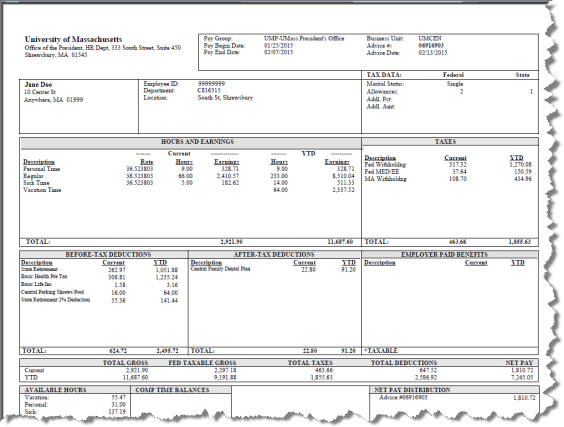 University of Massachusetts
Office of the President, HR Dept, 333 South Street, Suite 450
Shrewsbury, MA 01545
Pay Group: UMP-UMass President's Office
Pay Begin Date: 01/25/2015
Pay End Date: 02/07/2015
Business Unit: UMCEN
Advice #: 06916903
Advice Date: 02/13/2015
Jane Doe
10 Center St
Anywhere, MA 01999
Employee ID: 99999999
Department: C816315
Location: South St, Shrewsbury
TAX DATA: Federal State
Marital Status: Single
Allowances: 2 1
Addl. Pct:
Addl. Amt:
HOURS AND EARNINGS
Current YTD
Description Rate Hours Earnings Hours Earnings
Personal Time 36.523803 9.00 328.71 9.00 328.71
Regular 36.523803 66.00 2,410.57 233.00 8,510.04
Sick Time 36.523803 5.00 182.62 14.00 511.33
Vacation Time 64.00 2,337.52
TOTAL: 2,921.90 11,687.60
TAXES
Description Current YTD
Fed Withholdng 317.32 1,270.08
Fed MED/EE 37.64 150.59
MA Withholdng 108.70 434.96
TOTAL: 463.66 1,855.63
BEFORE-TAX DEDUCTIONS
Description Current YTD
State Retirement 262.97 1,051.88
Basic Health Pre Tax 308.81 1,235.24
Basic Life Ins 1.58 3.16
Central Parking Shrews Pool 16.00 64.00
State Retirement 2% Deduction 35.36 141.44
TOTAL: 624.72 2,495.72
AFTER-TAX DEDUCTIONS
Description Current YTD
Central Family Dental Plan 22.80 91.20
TOTAL: 22.80 91.20
EMPLOYER PAID BENEFITS
Description Current YTD
*TAXABLE
TOTAL GROSS FED TAXABLE GROSS TOTAL TAXES TOTAL DEDUCTIONS NET PAY
Current 2,921.90 2,297.18 463.66 647.52 1,810.72
YTD 11,687.60 9,191.88 1,855.63 2,586.92 7,245.05
AVAILABLE HOURS
Vacation: 55.47
Personal: 31.00
Sick: 137.19
COMP TIME BALANCES
NET PAY DISTRIBUTION
Advice #06916903 1,810.72